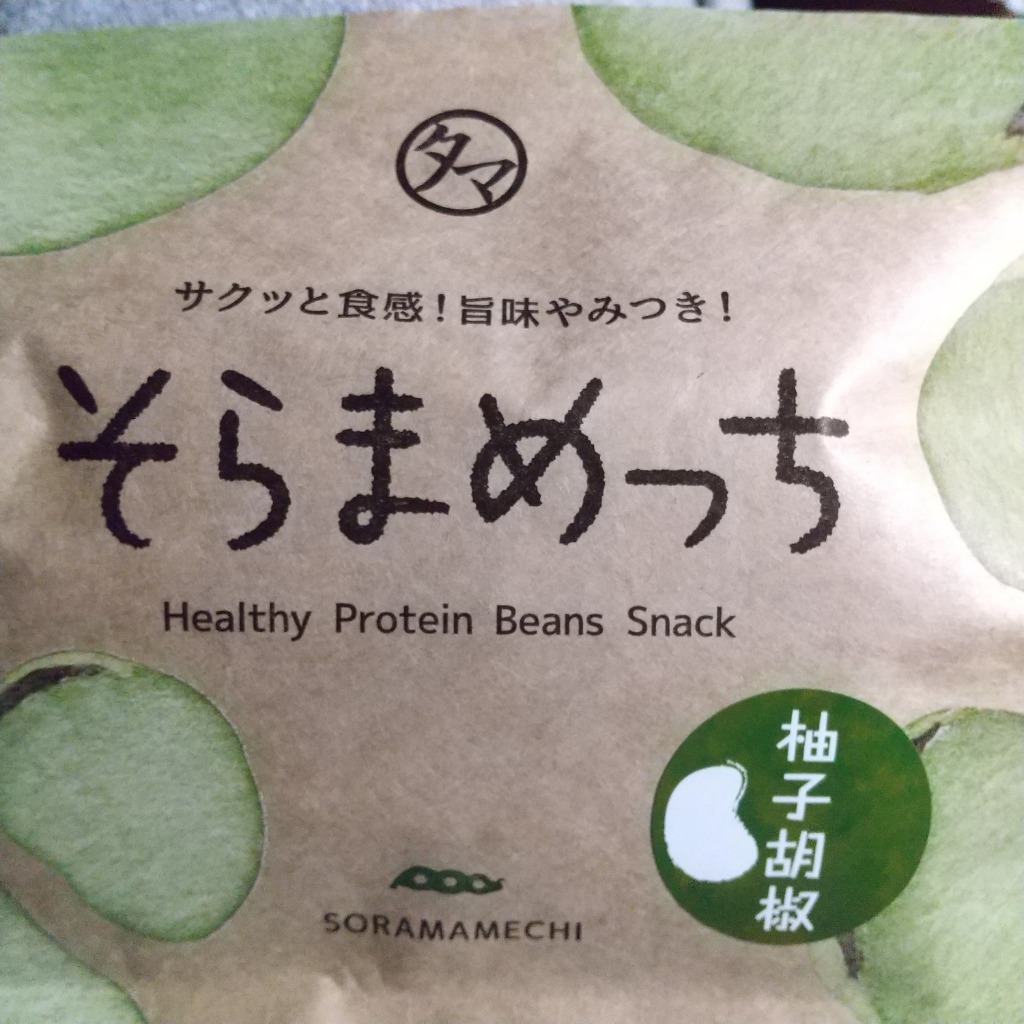 タマ
サクッと食感！旨味やみつき！
そらまめっち
Healthy Protein Beans Snack
柚子胡椒
SORAMAMECHI